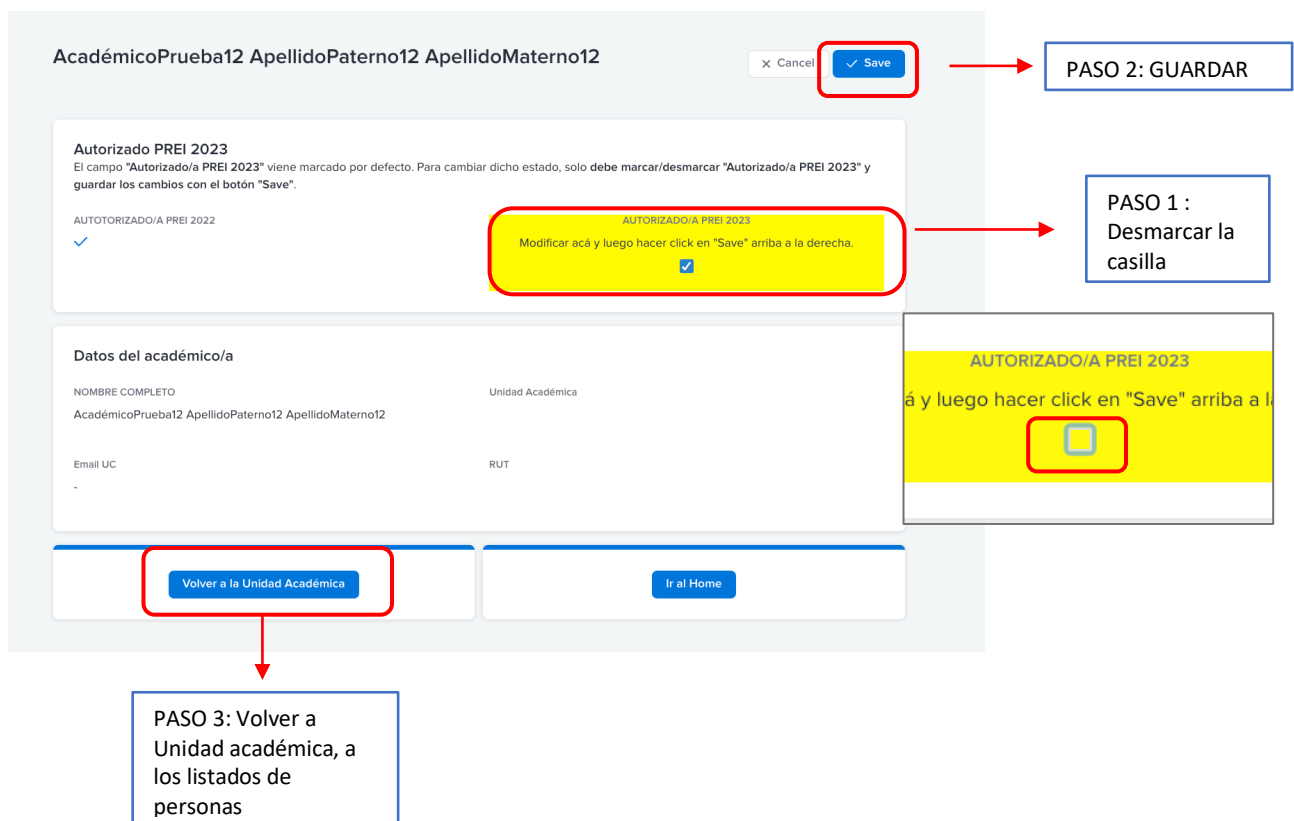 AcadémicoPrueba12 ApellidoPaterno12 ApellidoMaterno12
Cancel
Save
PASO 2: GUARDAR
Autorizado PREI 2023
El campo "Autorizado/a PREI 2023" viene marcado por defecto. Para cambiar dicho estado, solo debe marcar/desmarcar "Autorizado/a PREI 2023" y
guardar los cambios con el botón "Save".
AUTOTORIZADO/A PREI 2022
AUTORIZADO/A PREI 2023
Modificar acá y luego hacer click en "Save" arriba a la derecha.
PASO 1 :
Desmarcar la
casilla
Datos del académico/a
NOMBRE COMPLETO
AcadémicoPrueba12 ApellidoPaterno12 ApellidoMaterno12
Unidad Académica
Email UC
-
RUT
AUTORIZADO/A PREI 2023
á y luego hacer click en "Save" arriba a la
Volver a la Unidad Académica
Ir al Home
PASO 3: Volver a
Unidad académica, a
los listados de
personas